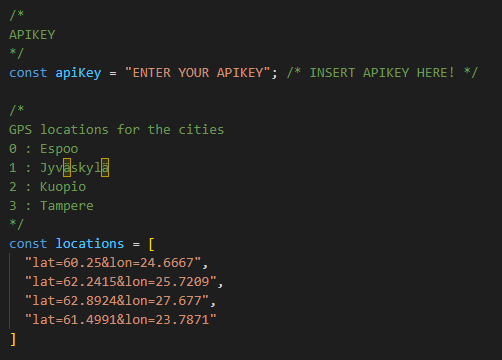 /*
APIKEY
*/
const apiKey = "ENTER YOUR APIKEY"; /* INSERT APIKEY HERE! */
/*
GPS locations for the cities
0 : Espoo
1 : Jyväskylä
2 : Kuopio
3 : Tampere
*/
const locations = [
"lat=60.25&lon=24.6667",
"lat=62.2415&lon=25.7209",
"lat=62.8924&lon=27.677",
"lat=61.4991&lon=23.7871"
]